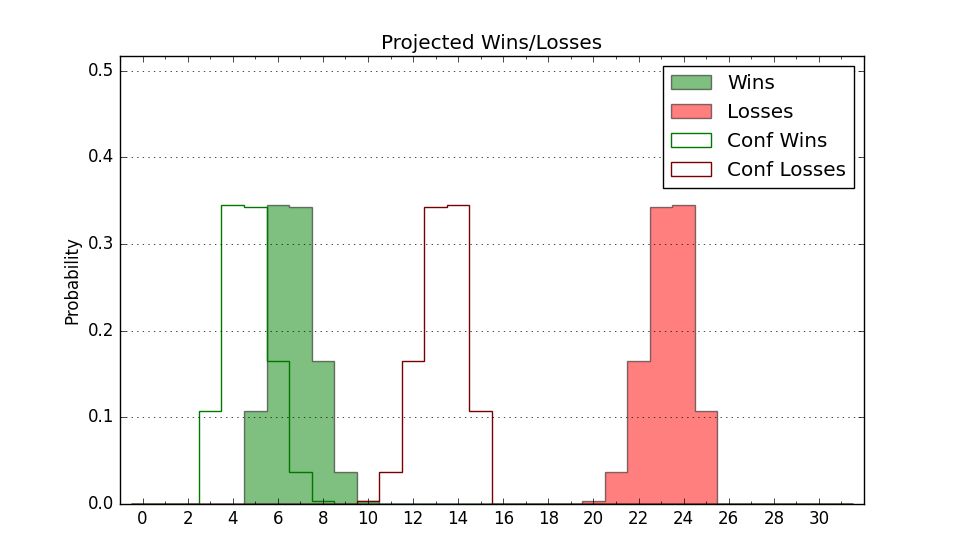 Projected Wins/Losses
Wins
Losses
Conf Wins
Conf Losses
Probability
0.5
0.4
0.3
0.2
0.1
0.0
0 2 4 6 8 10 12 14 16 18 20 22 24 26 28 30